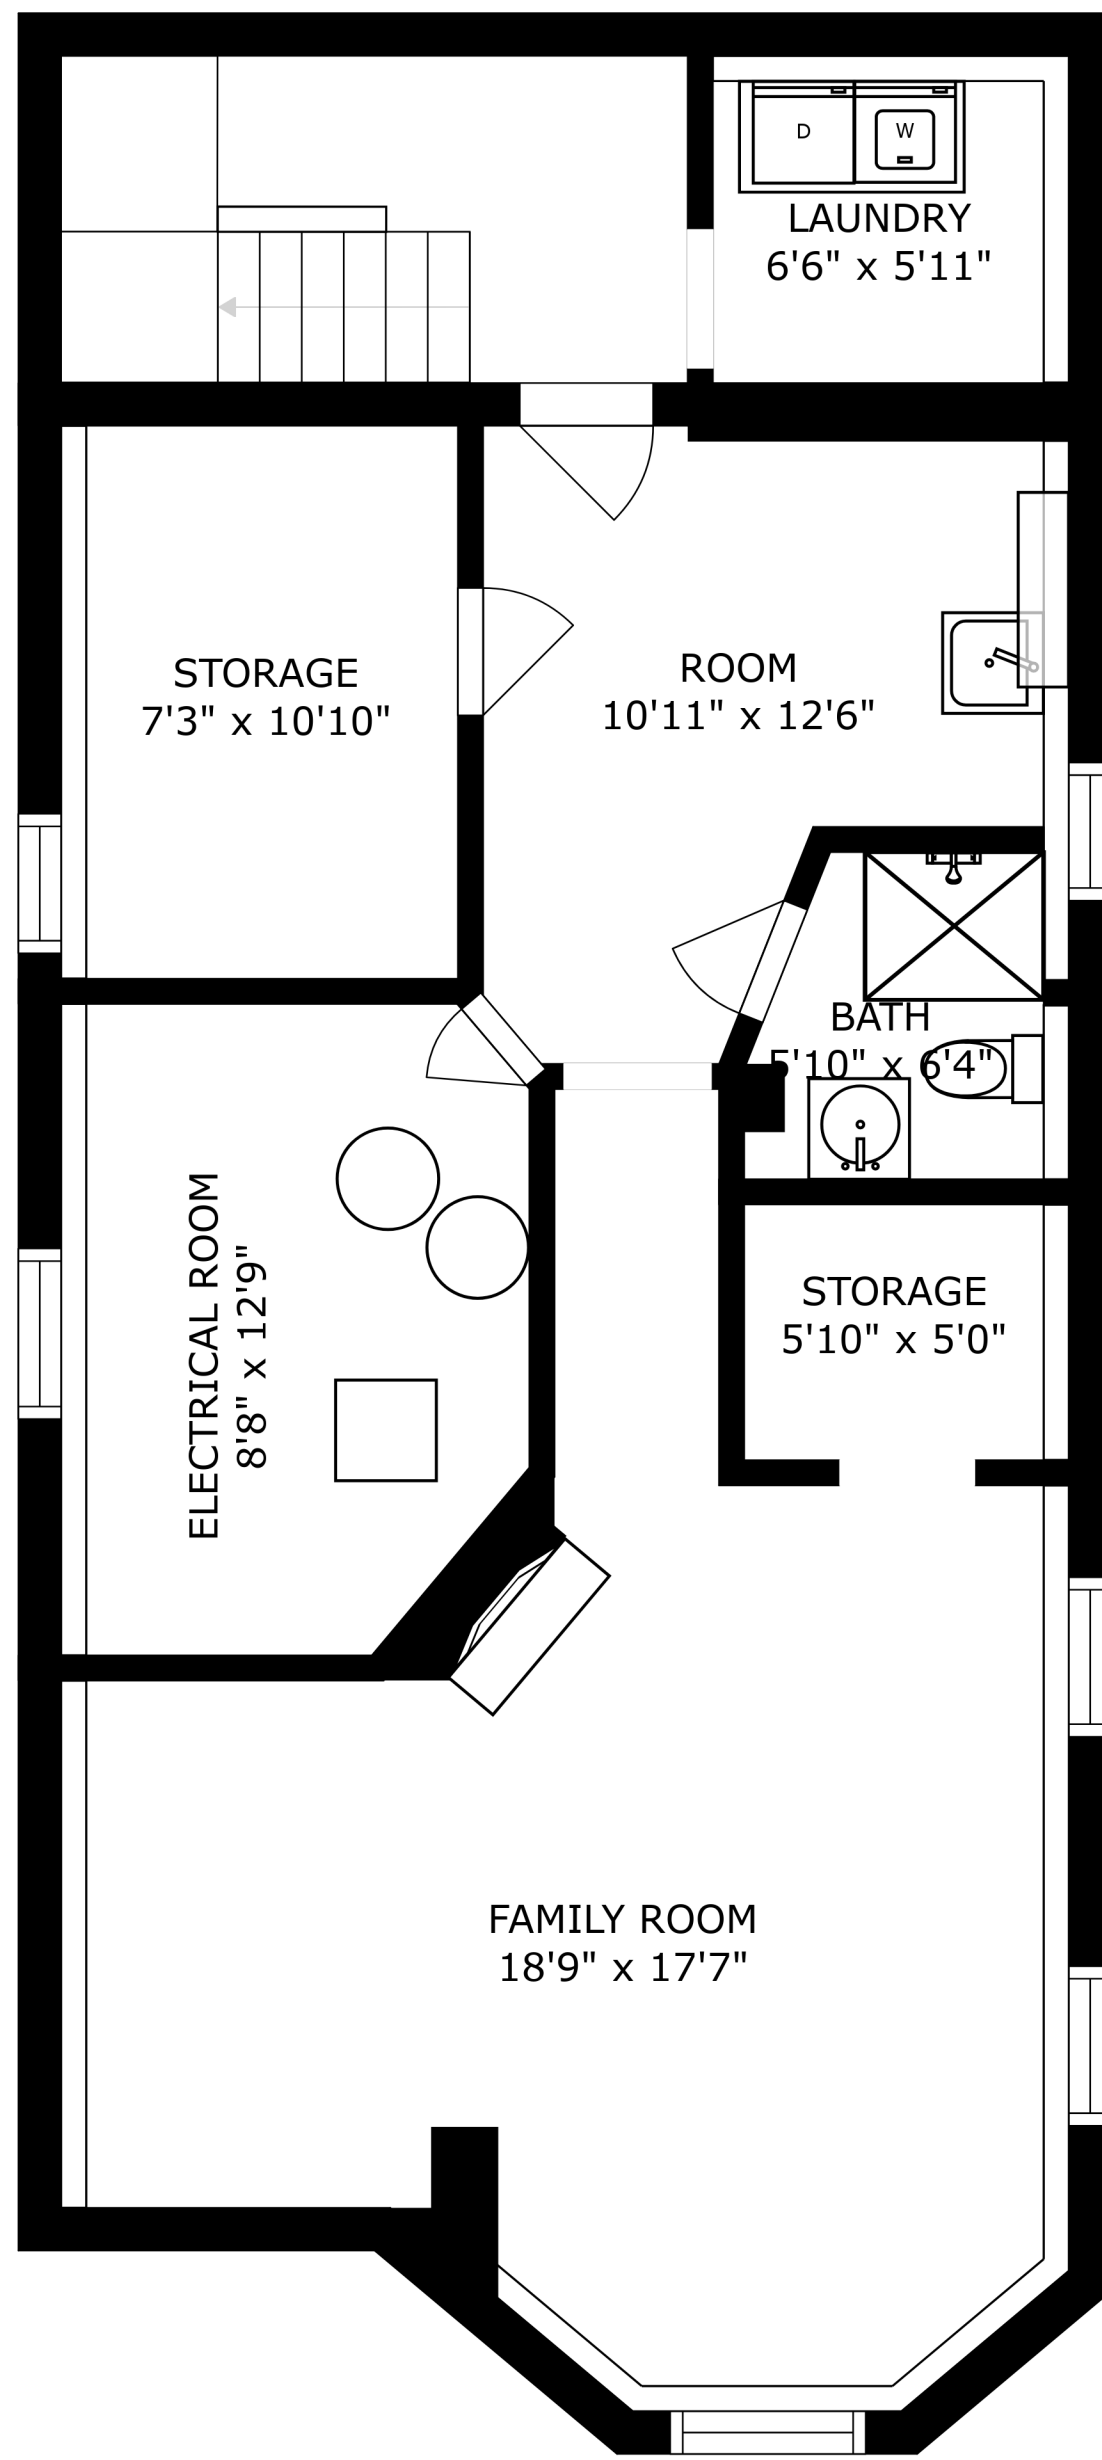 D
W
LAUNDRY
6'6" x 5'11"
STORAGE
7'3" x 10'10"
ROOM
10'11" x 12'6"
BATH
5'10" x 6'4"
ELECTRICAL ROOM
8'8" x 12'9"
STORAGE
5'10" x 5'0"
FAMILY ROOM
18'9" x 17'7"